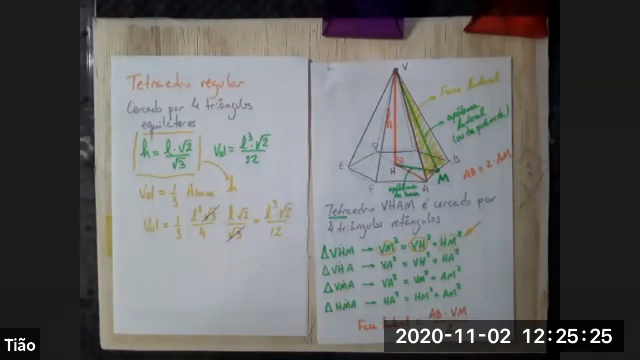 Tetraedro regular
Cercado por 4 triângulos
equiláteros
h = l·√2/√3
Vol = l³·√2/12
Vol = 1/3 Abase · h
Vol = 1/3 l²√3/4 · l√2/√3 = l³√2/12
V
Face lateral
apótema
lateral
h
D
E
F
H
A
B
M
apótema
da base
AB = 2·AM
Tetraedro VHAM é cercado por
4 triângulos retângulos
ΔVHM → VM² = VH² + HM²
ΔVHA → VA² = VH² + HA²
ΔVMA → VA² = VM² + AM²
ΔHMA → HA² = HM² + AM²
AB · VM
Tião
2020-11-02 12:25:25